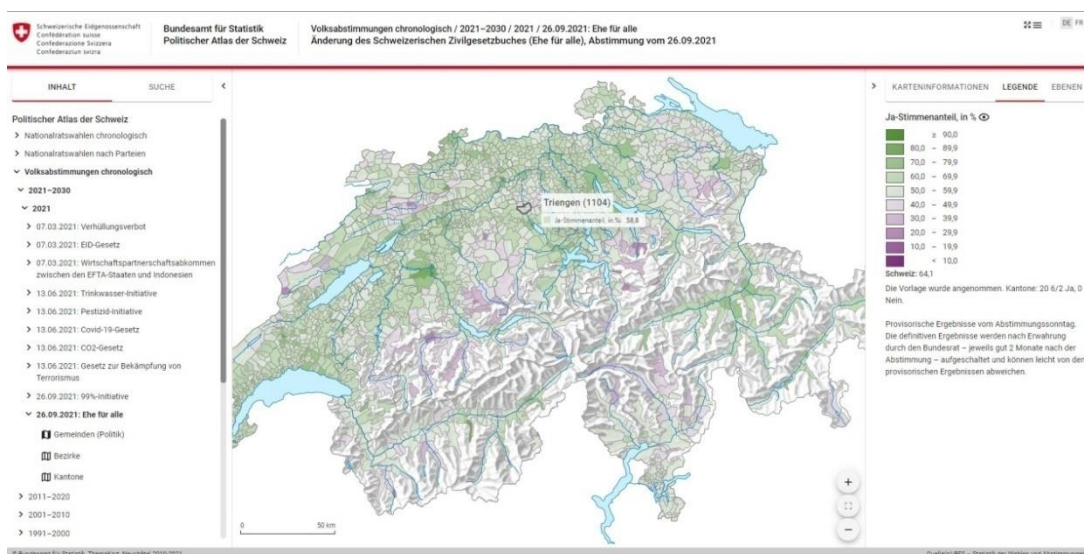 Schweizerische Eidgenossenschaft
Confédération suisse
Confederazione Svizzera
Confederaziun svizra
Bundesamt für Statistik
Politischer Atlas der Schweiz
Volksabstimmungen chronologisch / 2021–2030 / 2021 / 26.09.2021: Ehe für alle
Änderung des Schweizerischen Zivilgesetzbuches (Ehe für alle), Abstimmung vom 26.09.2021
DE FR
INHALT
SUCHE
Politischer Atlas der Schweiz
Nationalratswahlen chronologisch
Nationalratswahlen nach Parteien
Volksabstimmungen chronologisch
2021–2030
2021
07.03.2021: Verhüllungsverbot
07.03.2021: EID-Gesetz
07.03.2021: Wirtschaftspartnerschaftsabkommen
zwischen den EFTA-Staaten und Indonesien
13.06.2021: Trinkwasser-Initiative
13.06.2021: Pestizid-Initiative
13.06.2021: Covid-19-Gesetz
13.06.2021: CO2-Gesetz
13.06.2021: Gesetz zur Bekämpfung von
Terrorismus
26.09.2021: 99%-Initiative
26.09.2021: Ehe für alle
Gemeinden (Politik)
Bezirke
Kantone
2011–2020
2001–2010
1991–2000
Triengen (1104)
Ja-Stimmenanteil, in %: 58,8
0 50 km
KARTENINFORMATIONEN
LEGENDE
EBENEN
Ja-Stimmenanteil, in %
≥ 90,0
80,0 – 89,9
70,0 – 79,9
60,0 – 69,9
50,0 – 59,9
40,0 – 49,9
30,0 – 39,9
20,0 – 29,9
10,0 – 19,9
< 10,0
Schweiz: 64,1
Die Vorlage wurde angenommen. Kantone: 20 6/2 Ja, 0
Nein.
Provisorische Ergebnisse vom Abstimmungssonntag.
Die definitiven Ergebnisse werden nach Erwahrung
durch den Bundesrat – jeweils gut 2 Monate nach der
Abstimmung – aufgeschaltet und können leicht von den
provisorischen Ergebnissen abweichen.